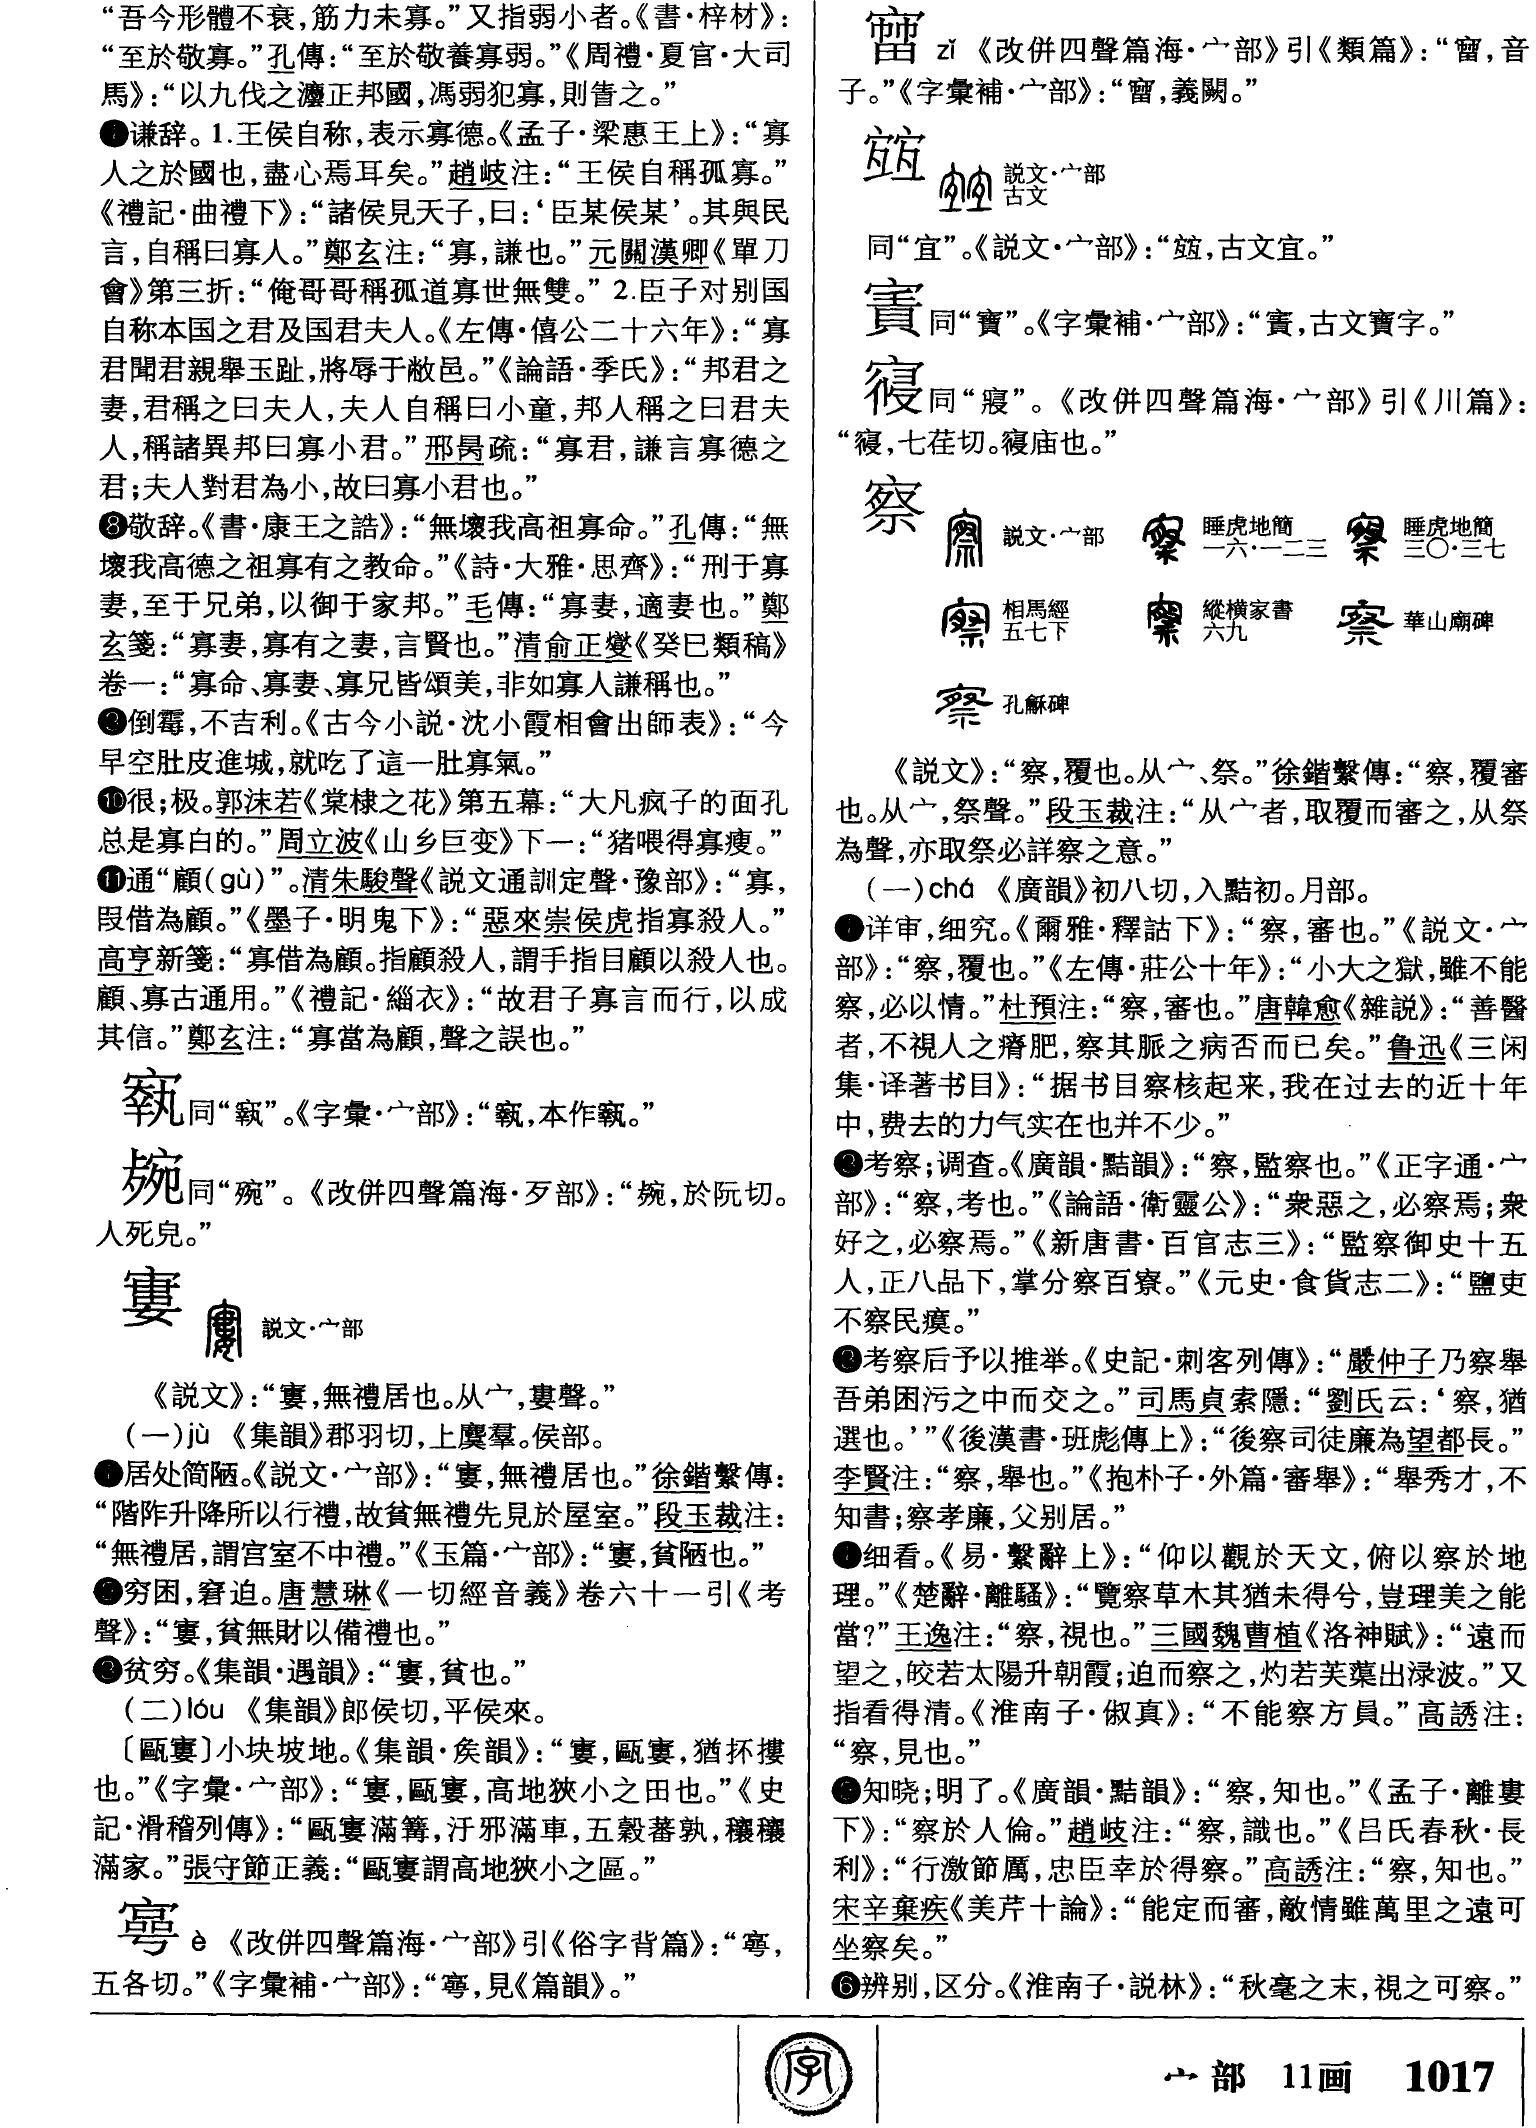 “吾今形體不衰，筋力未寡。”又指弱小者。《書·梓材》：
“至於敬寡。”孔傳：“至於敬養寡弱。”《周禮·夏官·大司
馬》：“以九伐之灋正邦國，馮弱犯寡，則眚之。”
❼谦辞。1.王侯自称，表示寡德。《孟子·梁惠王上》：“寡
人之於國也，盡心焉耳矣。”趙岐注：“王侯自稱孤寡。”
《禮記·曲禮下》：“諸侯見天子，曰：‘臣某侯某’。其與民
言，自稱曰寡人。”鄭玄注：“寡，謙也。”元關漢卿《單刀
會》第三折：“俺哥哥稱孤道寡世無雙。”2.臣子对别国
自称本国之君及国君夫人。《左傳·僖公二十六年》：“寡
君聞君親舉玉趾，將辱于敝邑。”《論語·季氏》：“邦君之
妻，君稱之曰夫人，夫人自稱曰小童，邦人稱之曰君夫
人，稱諸異邦曰寡小君。”邢昺疏：“寡君，謙言寡德之
君；夫人對君為小，故曰寡小君也。”
❽敬辞。《書·康王之誥》：“無壞我高祖寡命。”孔傳：“無
壞我高德之祖寡有之教命。”《詩·大雅·思齊》：“刑于寡
妻，至于兄弟，以御于家邦。”毛傳：“寡妻，適妻也。”鄭
玄箋：“寡妻，寡有之妻，言賢也。”清俞正燮《癸巳類稿》
卷一：“寡命、寡妻、寡兄皆頌美，非如寡人謙稱也。”
❾倒霉，不吉利。《古今小説·沈小霞相會出師表》：“今
早空肚皮進城，就吃了這一肚寡氣。”
❿很；极。郭沫若《棠棣之花》第五幕：“大凡疯子的面孔
总是寡白的。”周立波《山乡巨变》下一：“猪喂得寡瘦。”
⓫通“顧(gù)”。清朱駿聲《説文通訓定聲·豫部》：“寡，
叚借為顧。”《墨子·明鬼下》：“惡來崇侯虎指寡殺人。”
高亨新箋：“寡借為顧。指顧殺人，謂手指目顧以殺人也。
顧、寡古通用。”《禮記·緇衣》：“故君子寡言而行，以成
其信。”鄭玄注：“寡當為顧，聲之誤也。”
同“㙯”。《字彙·宀部》：
同“䘼”。《改併四聲篇海·歹部》：“，於阮切。
人死皃。”
寠 説文·宀部
《説文》：“寠，無禮居也。从宀，婁聲。”
(一)jù 《集韻》郡羽切，上麌羣。侯部。
❶居处简陋。《説文·宀部》：“寠，無禮居也。”徐鍇繫傳：
“階阼升降所以行禮，故貧無禮先見於屋室。”段玉裁注：
“無禮居，謂宫室不中禮。”《玉篇·宀部》：“寠，貧陋也。”
❷穷困，窘迫。唐慧琳《一切經音義》卷六十一引《考
聲》：“寠，貧無財以備禮也。”
❸贫穷。《集韻·遇韻》：“寠，貧也。”
(二)lóu 《集韻》郎侯切，平侯來。
〔甌寠〕小块坡地。《集韻·矦韻》：“寠，甌寠，猶抔摟
也。”《字彙·宀部》：“寠，甌寠，高地狹小之田也。”《史
記·滑稽列傳》：“甌寠滿篝，汙邪滿車，五穀蕃孰，穰穰
滿家。”張守節正義：“甌寠謂高地狹小之區。”
è 《改併四聲篇海·宀部》引《俗字背篇》：
五各切。”《字彙補·宀部》：“，見《篇韻》。”
zǐ 《改併四聲篇海·宀部》引《類篇》：“，音
子。”《字彙補·宀部》：“，義闕。”
説文·宀部
古文
同“宜”。《説文·宀部》：“，古文宜。”
同“寶”。《字彙補·宀部》：“，古文寶字。”
同“寢”。《改併四聲篇海·宀部》引《川篇》：
“，七荏切。庙也。”
察 説文·宀部 睡虎地簡 睡虎地簡
一六·一二三 三〇·三七
相馬經 縱横家書 華山廟碑
五七下 六九
孔龢碑
《説文》：“察，覆也。从宀、祭。”徐鍇繫傳：“察，覆審
也。从宀，祭聲。”段玉裁注：“从宀者，取覆而審之，从祭
為聲，亦取祭必詳察之意。”
(一)chá 《廣韻》初八切，入黠初。月部。
❶详审，细究。《爾雅·釋詁下》：“察，審也。”《説文·宀
部》：“察，覆也。”《左傳·莊公十年》：“小大之獄，雖不能
察，必以情。”杜預注：“察，審也。”唐韓愈《雜説》：“善醫
者，不視人之瘠肥，察其脈之病否而已矣。”鲁迅《三闲
集·译著书目》：“据书目察核起来，我在过去的近十年
中，费去的力气实在也并不少。”
❷考察；调查。《廣韻·黠韻》：“察，監察也。”《正字通·宀
部》：“察，考也。”《論語·衛靈公》：“衆惡之，必察焉；衆
好之，必察焉。”《新唐書·百官志三》：“監察御史十五
人，正八品下，掌分察百寮。”《元史·食貨志二》：“鹽吏
不察民瘼。”
❸考察后予以推举。《史記·刺客列傳》：“嚴仲子乃察舉
吾弟困污之中而交之。”司馬貞索隱：“劉氏云：‘察，猶
選也。’”《後漢書·班彪傳上》：“後察司徒廉為望都長。”
李賢注：“察，舉也。”《抱朴子·外篇·審舉》：“舉秀才，不
知書；察孝廉，父别居。”
❹细看。《易·繫辭上》：“仰以觀於天文，俯以察於地
理。”《楚辭·離騷》：“覽察草木其猶未得兮，豈珵美之能
當？”王逸注：“察，視也。”三國魏曹植《洛神賦》：“遠而
望之，皎若太陽升朝霞；迫而察之，灼若芙蕖出渌波。”又
指看得清。《淮南子·俶真》：“不能察方員。”高誘注：
“察，見也。”
❺知晓；明了。《廣韻·黠韻》：“察，知也。”《孟子·離婁
下》：“察於人倫。”趙岐注：“察，識也。”《吕氏春秋·長
利》：“行激節厲，忠臣幸於得察。”高誘注：“察，知也。”
宋辛棄疾《美芹十論》：“能定而審，敵情雖萬里之遠可
坐察矣。”
❻辨别，区分。《淮南子·説林》：“秋毫之末，視之可察。”
字
宀部 11画 1017